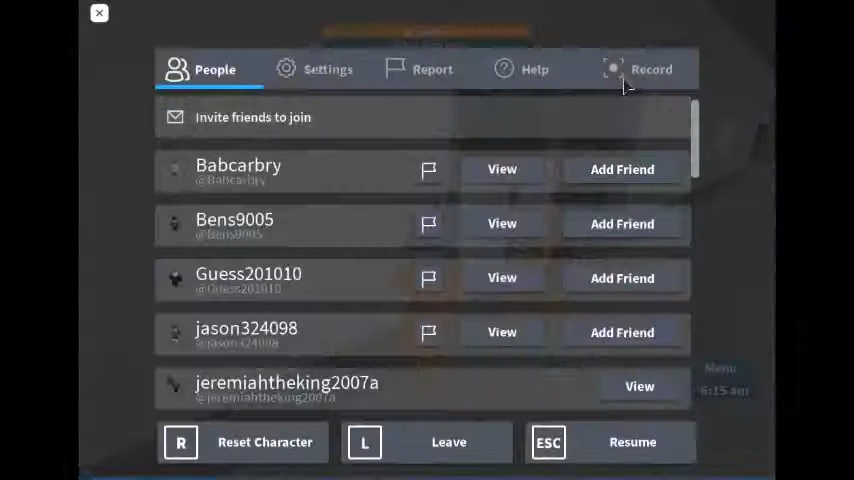 People
Settings
Report
Help
Record
Invite friends to join
Babcarbry
@Babcarbry
View
Add Friend
Bens9005
@Bens9005
View
Add Friend
Guess201010
@Guess201010
View
Add Friend
jason324098
@jason324098
View
Add Friend
jeremiahtheking2007a
@jeremiahtheking2007a
View
Menu
6:15 am
R
Reset Character
L
Leave
ESC
Resume